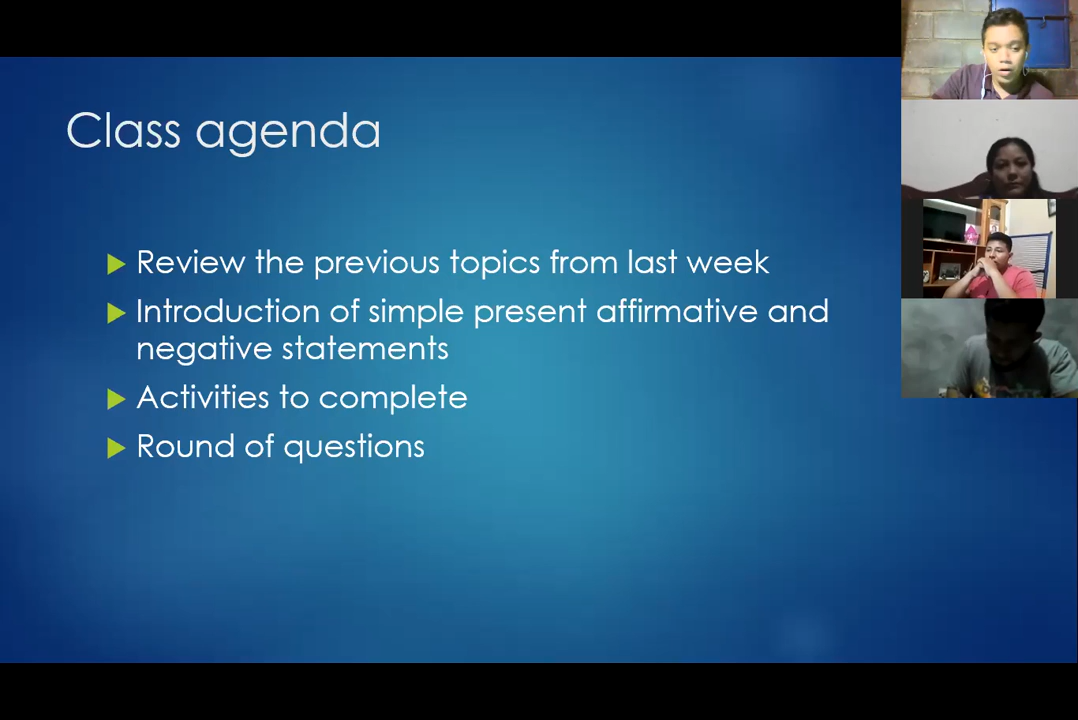 Class agenda
Review the previous topics from last week
Introduction of simple present affirmative and
negative statements
Activities to complete
Round of questions